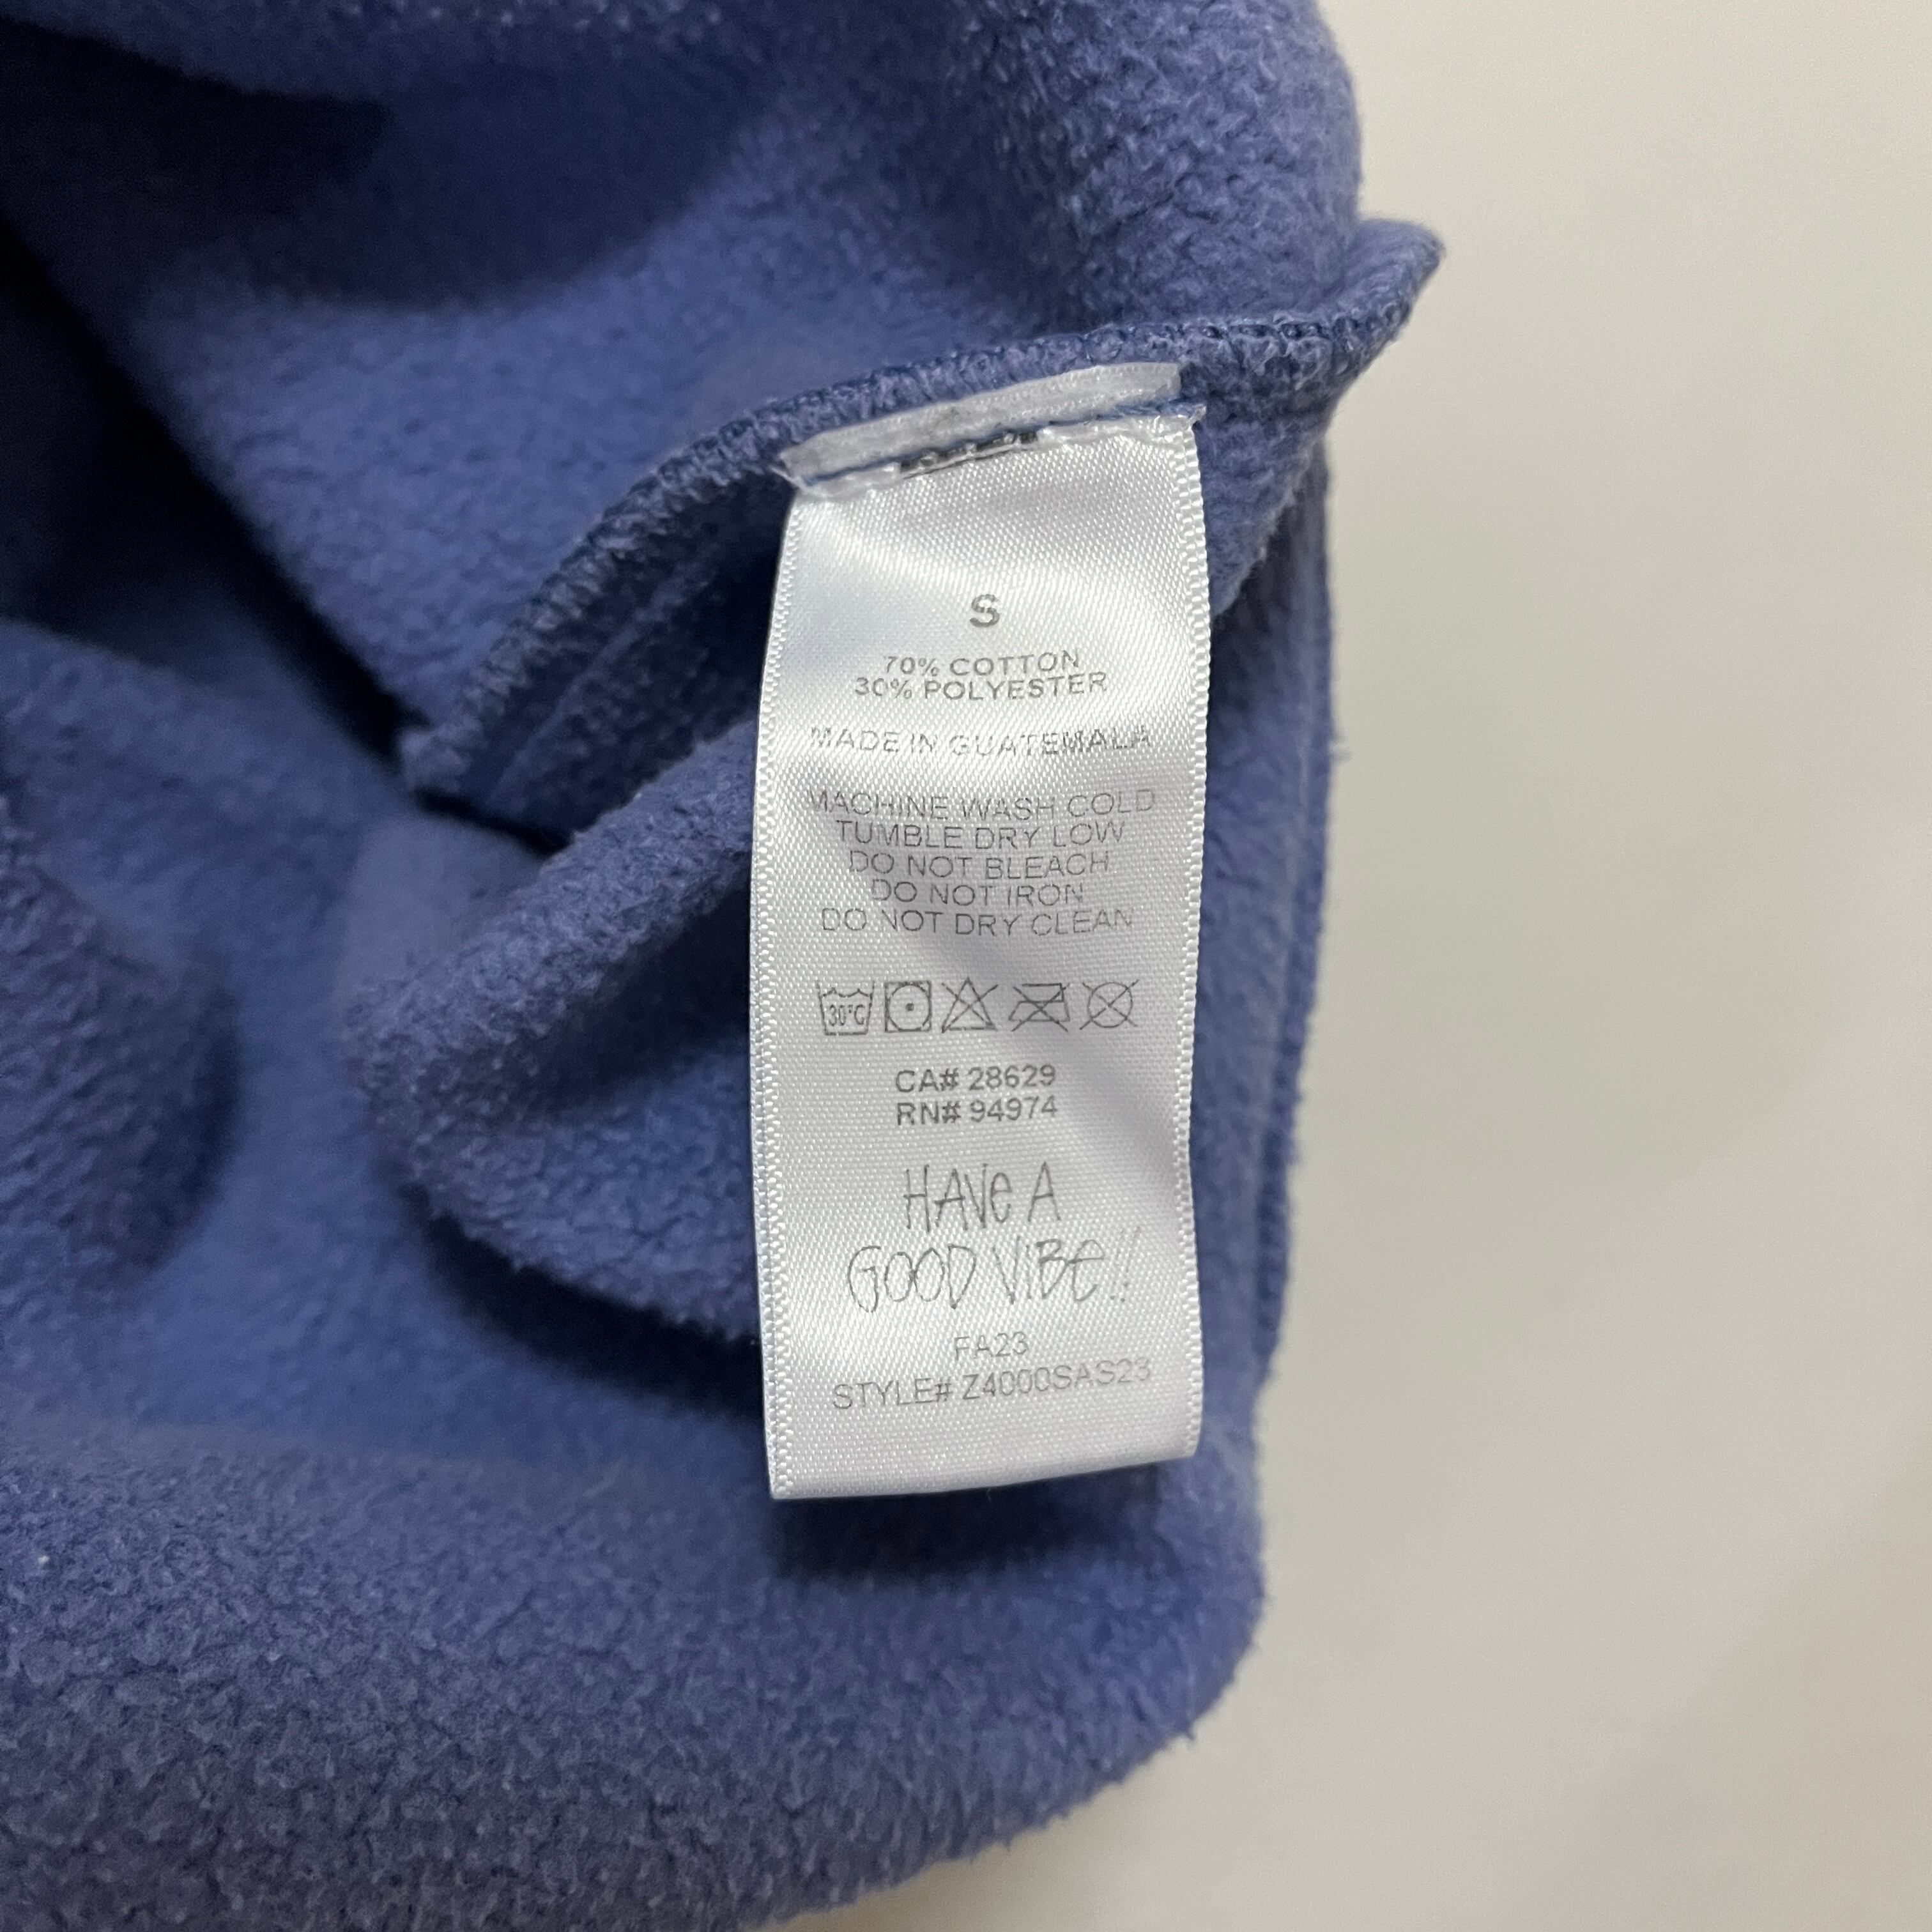 S
70% COTTON
30% POLYESTER
MADE IN GUATEMALA
MACHINE WASH COLD
TUMBLE DRY LOW
DO NOT BLEACH
DO NOT IRON
DO NOT DRY CLEAN
30°C
CA# 28629
RN# 94974
HAVe A
GOOD ViBe!!
FA23
STYLE# Z4000SAS23